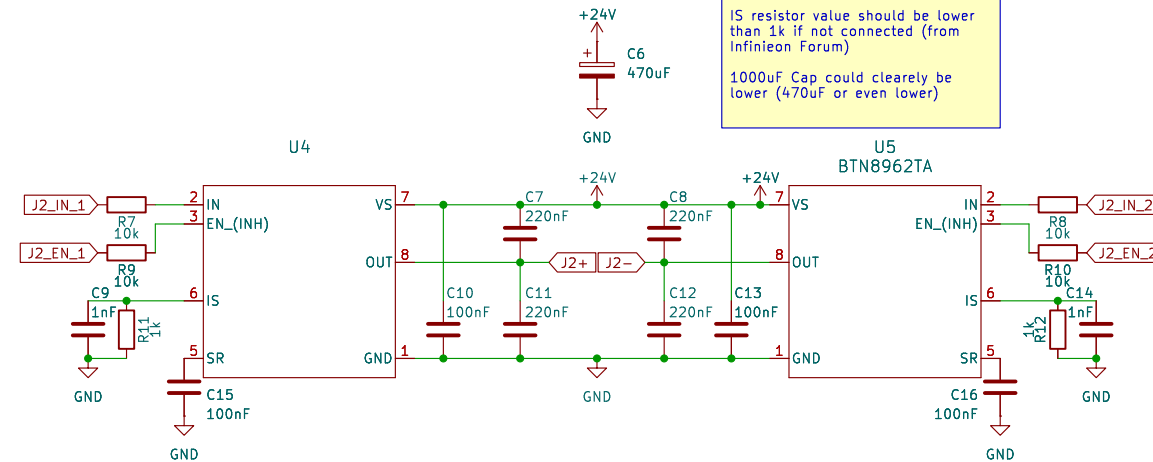 IS resistor value should be lower
than 1k if not connected (from
Infinieon Forum)
1000uF Cap could clearely be
lower (470uF or even lower)
+24V
+
C6
470uF
GND
U4
U5
BTN8962TA
J2_IN_1
R7
10k
2
IN
3
EN_(INH)
J2_EN_1
R9
10k
C9
1nF
R11
1k
6
IS
5
SR
GND
C15
100nF
GND
VS
7
OUT
8
GND
1
C7
220nF
+24V
C8
220nF
+24V
J2+
J2-
C10
100nF
C11
220nF
C12
220nF
C13
100nF
GND
7
VS
8
OUT
1
GND
IN
2
EN_(INH)
3
J2_IN_2
R8
10k
J2_EN_2
R10
10k
IS
6
C14
1nF
1k
R12
SR
5
GND
C16
100nF
GND